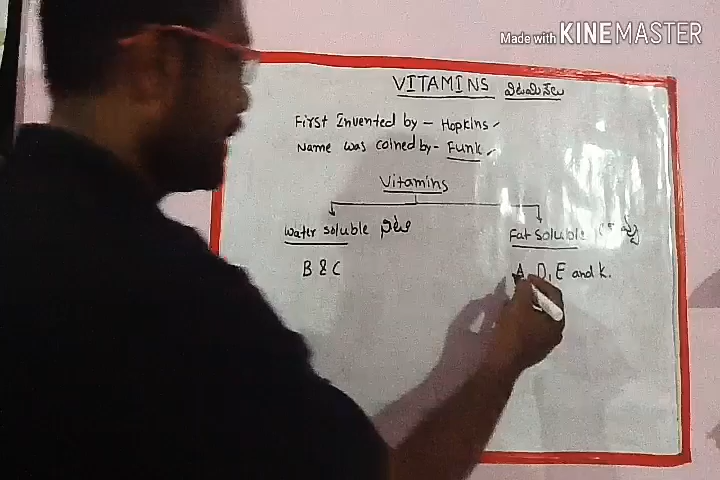 Made with KINEMASTER
VITAMINS విటమినులు
First Invented by - Hopkins
Name was coined by - Funk
Vitamins
Water soluble Fat soluble
B & C A, D, E and K.